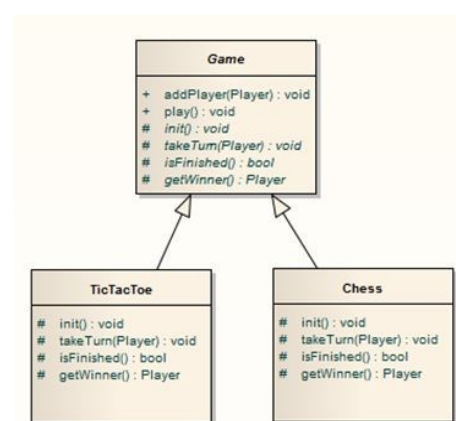 Game
+ addPlayer(Player) : void
+ play() : void
# init() : void
# takeTurn(Player) : void
# isFinished() : bool
# getWinner() : Player
TicTacToe
# init() : void
# takeTurn(Player) : void
# isFinished() : bool
# getWinner() : Player
Chess
# init() : void
# takeTurn(Player) : void
# isFinished() : bool
# getWinner() : Player